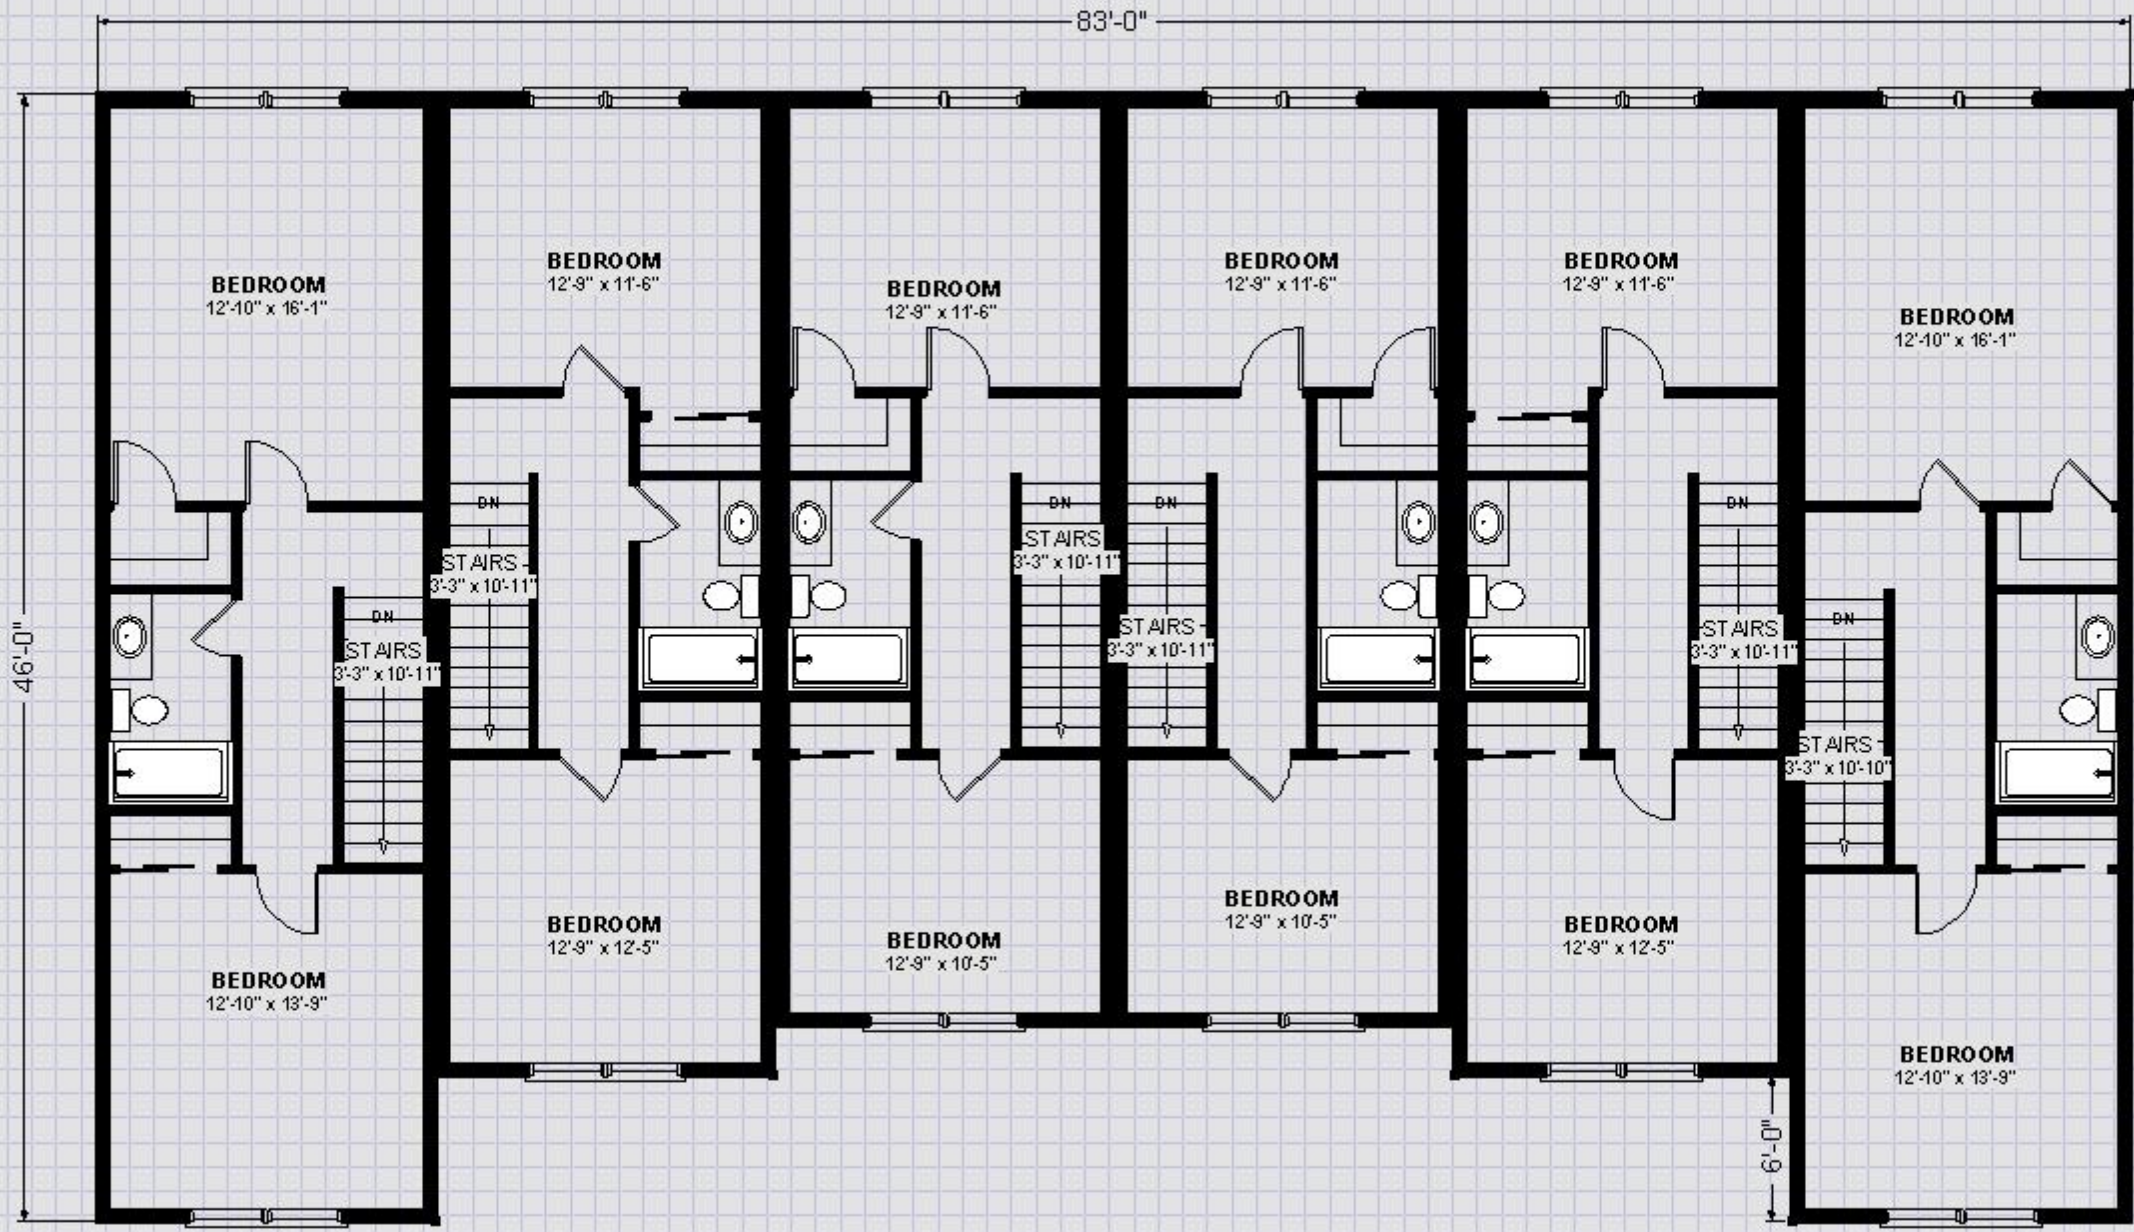 83'-0"
BEDROOM
12'-10" x 16'-1"
BEDROOM
12'-9" x 11'-6"
BEDROOM
12'-9" x 11'-6"
BEDROOM
12'-9" x 11'-6"
BEDROOM
12'-9" x 11'-6"
BEDROOM
12'-10" x 16'-1"
46'-0"
DN
STAIRS
3'-3" x 10'-11"
DN
STAIRS
3'-3" x 10'-11"
DN
STAIRS
3'-3" x 10'-11"
DN
STAIRS
3'-3" x 10'-11"
DN
STAIRS
3'-3" x 10'-11"
DN
STAIRS
3'-3" x 10'-10"
BEDROOM
12'-10" x 13'-9"
BEDROOM
12'-9" x 12'-5"
BEDROOM
12'-9" x 10'-5"
BEDROOM
12'-9" x 10'-5"
BEDROOM
12'-9" x 12'-5"
BEDROOM
12'-10" x 13'-9"
6'-0"